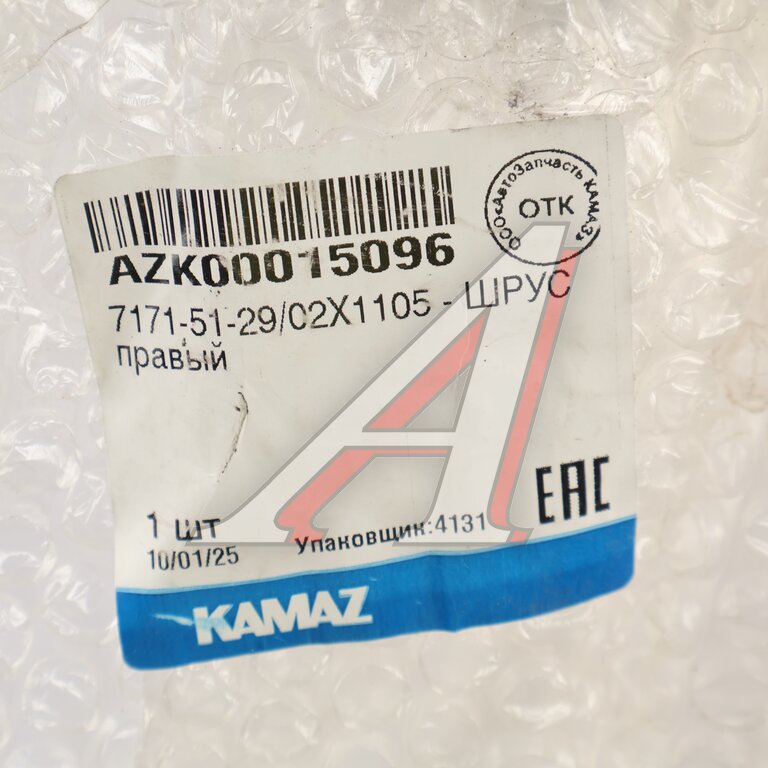 ООО«АвтоЗапчасть КАМАЗ»
ОТК
AZK00015096
7171-51-29/02X1105 - ШРУС
правый
1 шт
10/01/25
Упаковщик:4131
EAC
KAMAZ